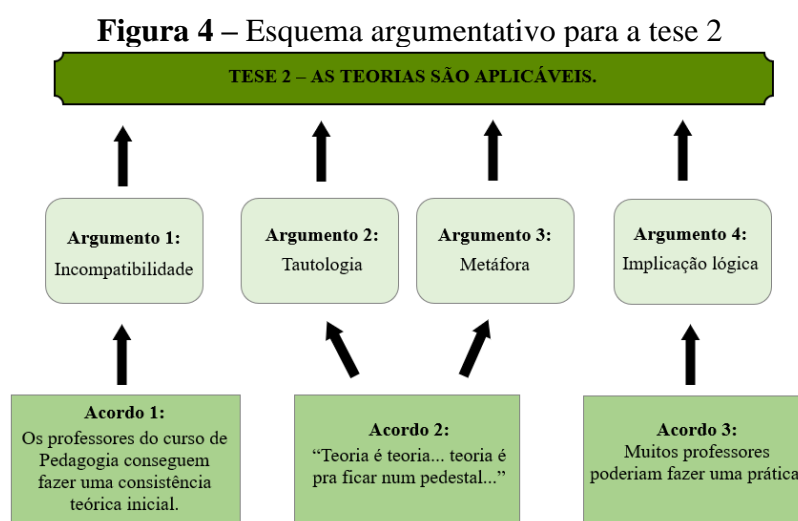 Figura 4 – Esquema argumentativo para a tese 2
TESE 2 – AS TEORIAS SÃO APLICÁVEIS.
Argumento 1:
Incompatibilidade
Argumento 2:
Tautologia
Argumento 3:
Metáfora
Argumento 4:
Implicação lógica
Acordo 1:
Os professores do curso de
Pedagogia conseguem
fazer uma consistência
teórica inicial.
Acordo 2:
“Teoria é teoria... teoria é
pra ficar num pedestal...”
Acordo 3:
Muitos professores
poderiam fazer uma prática